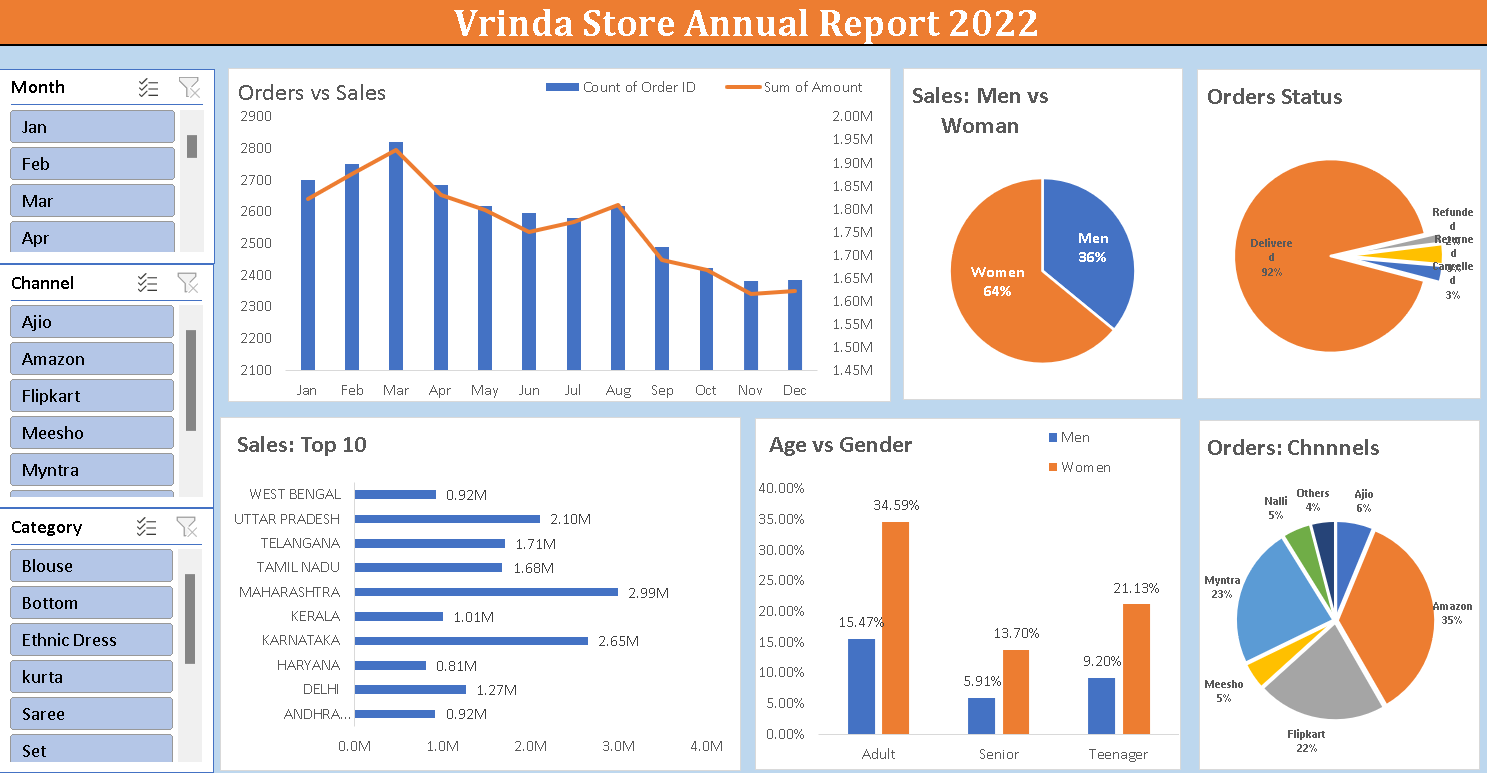 Vrinda Store Annual Report 2022
Month
Jan
Feb
Mar
Apr
Channel
Ajio
Amazon
Flipkart
Meesho
Myntra
Category
Blouse
Bottom
Ethnic Dress
kurta
Saree
Set
Orders vs Sales
Count of Order ID
Sum of Amount
2900
2800
2700
2600
2500
2400
2300
2200
2100
2.00M
1.95M
1.90M
1.85M
1.80M
1.75M
1.70M
1.65M
1.60M
1.55M
1.50M
1.45M
Jan Feb Mar Apr May Jun Jul Aug Sep Oct Nov Dec
Sales: Men vs
Woman
Men
36%
Women
64%
Orders Status
Delivere
d
92%
Refunde
d
2%
Returne
d
Cancelle
d
3%
Sales: Top 10
WEST BENGAL 0.92M
UTTAR PRADESH 2.10M
TELANGANA 1.71M
TAMIL NADU 1.68M
MAHARASHTRA 2.99M
KERALA 1.01M
KARNATAKA 2.65M
HARYANA 0.81M
DELHI 1.27M
ANDHRA... 0.92M
0.0M 1.0M 2.0M 3.0M 4.0M
Age vs Gender
Men
Women
40.00%
35.00%
30.00%
25.00%
20.00%
15.00%
10.00%
5.00%
0.00%
15.47%
34.59%
5.91%
13.70%
9.20%
21.13%
Adult Senior Teenager
Orders: Chnnnels
Ajio
6%
Amazon
35%
Flipkart
22%
Meesho
5%
Myntra
23%
Nalli
5%
Others
4%